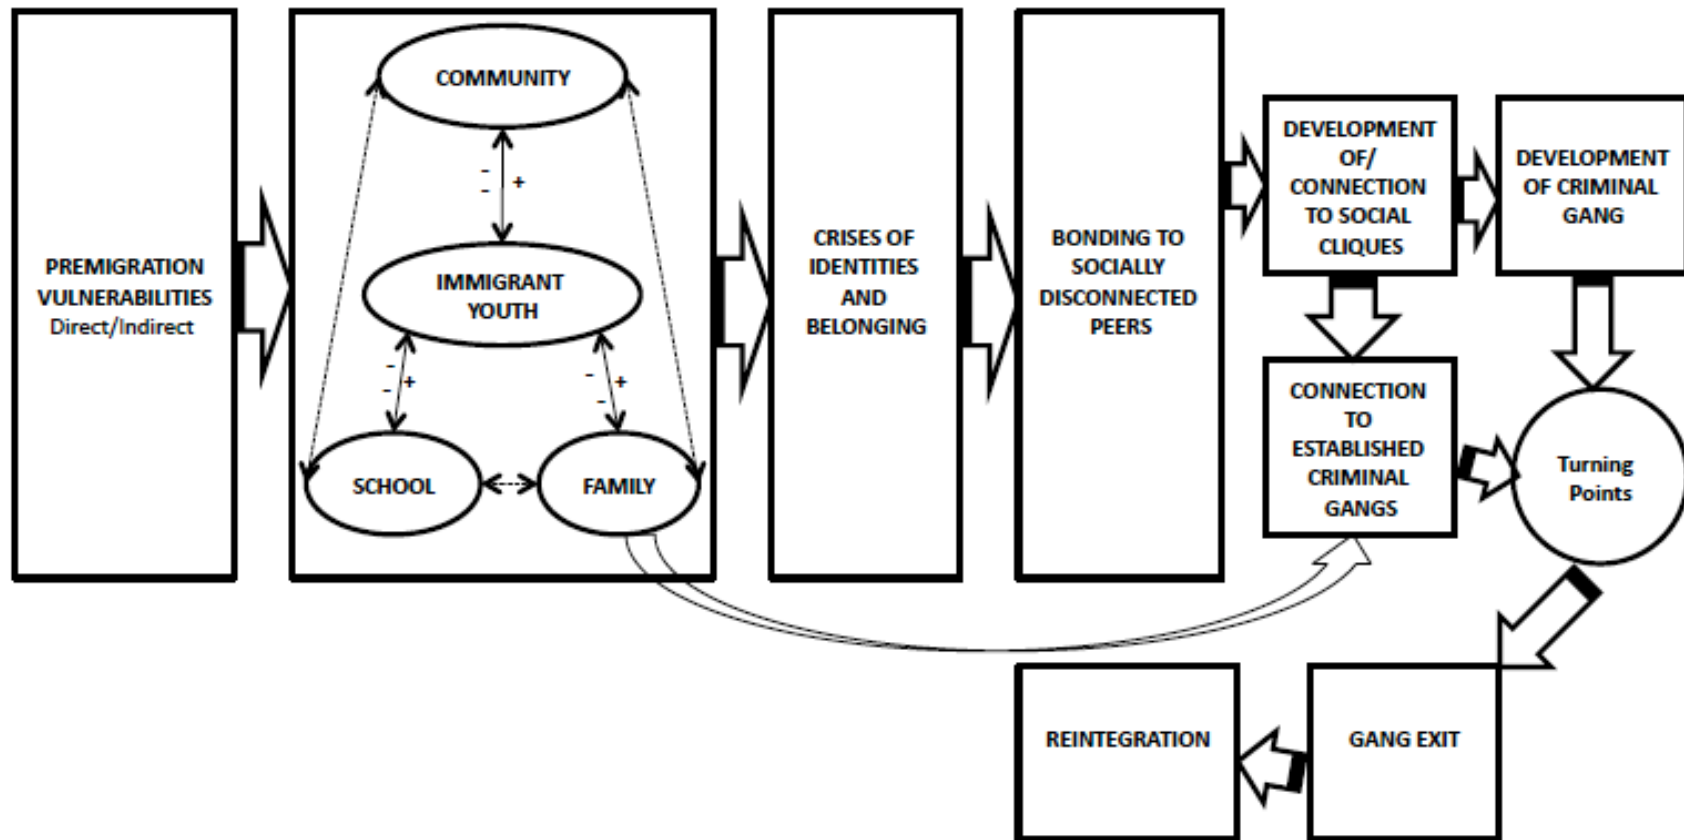 PREMIGRATION
VULNERABILITIES
Direct/Indirect
COMMUNITY
-
-
+
IMMIGRANT
YOUTH
-
-
+
-
-
+
SCHOOL
FAMILY
CRISES OF
IDENTITIES
AND
BELONGING
BONDING TO
SOCIALLY
DISCONNECTED
PEERS
DEVELOPMENT
OF/
CONNECTION
TO SOCIAL
CLIQUES
DEVELOPMENT
OF CRIMINAL
GANG
CONNECTION
TO
ESTABLISHED
CRIMINAL
GANGS
Turning
Points
REINTEGRATION
GANG EXIT